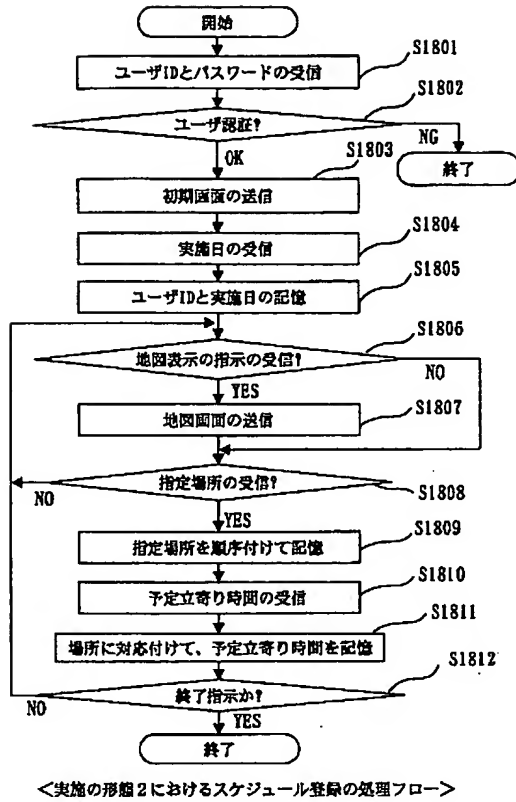 開始
S1801
ユーザIDとパスワードの受信
S1802
ユーザ認証?
NG
OK
終了
S1803
初期画面の送信
S1804
実施日の受信
S1805
ユーザIDと実施日の記憶
S1806
地図表示の指示の受信?
NO
YES
S1807
地図画面の送信
指定場所の受信?
NO
S1808
YES
S1809
指定場所を順序付けて記憶
S1810
予定立寄り時間の受信
S1811
場所に対応付けて、予定立寄り時間を記憶
S1812
終了指示か?
NO
YES
終了
<実施の形態2におけるスケジュール登録の処理フロー>